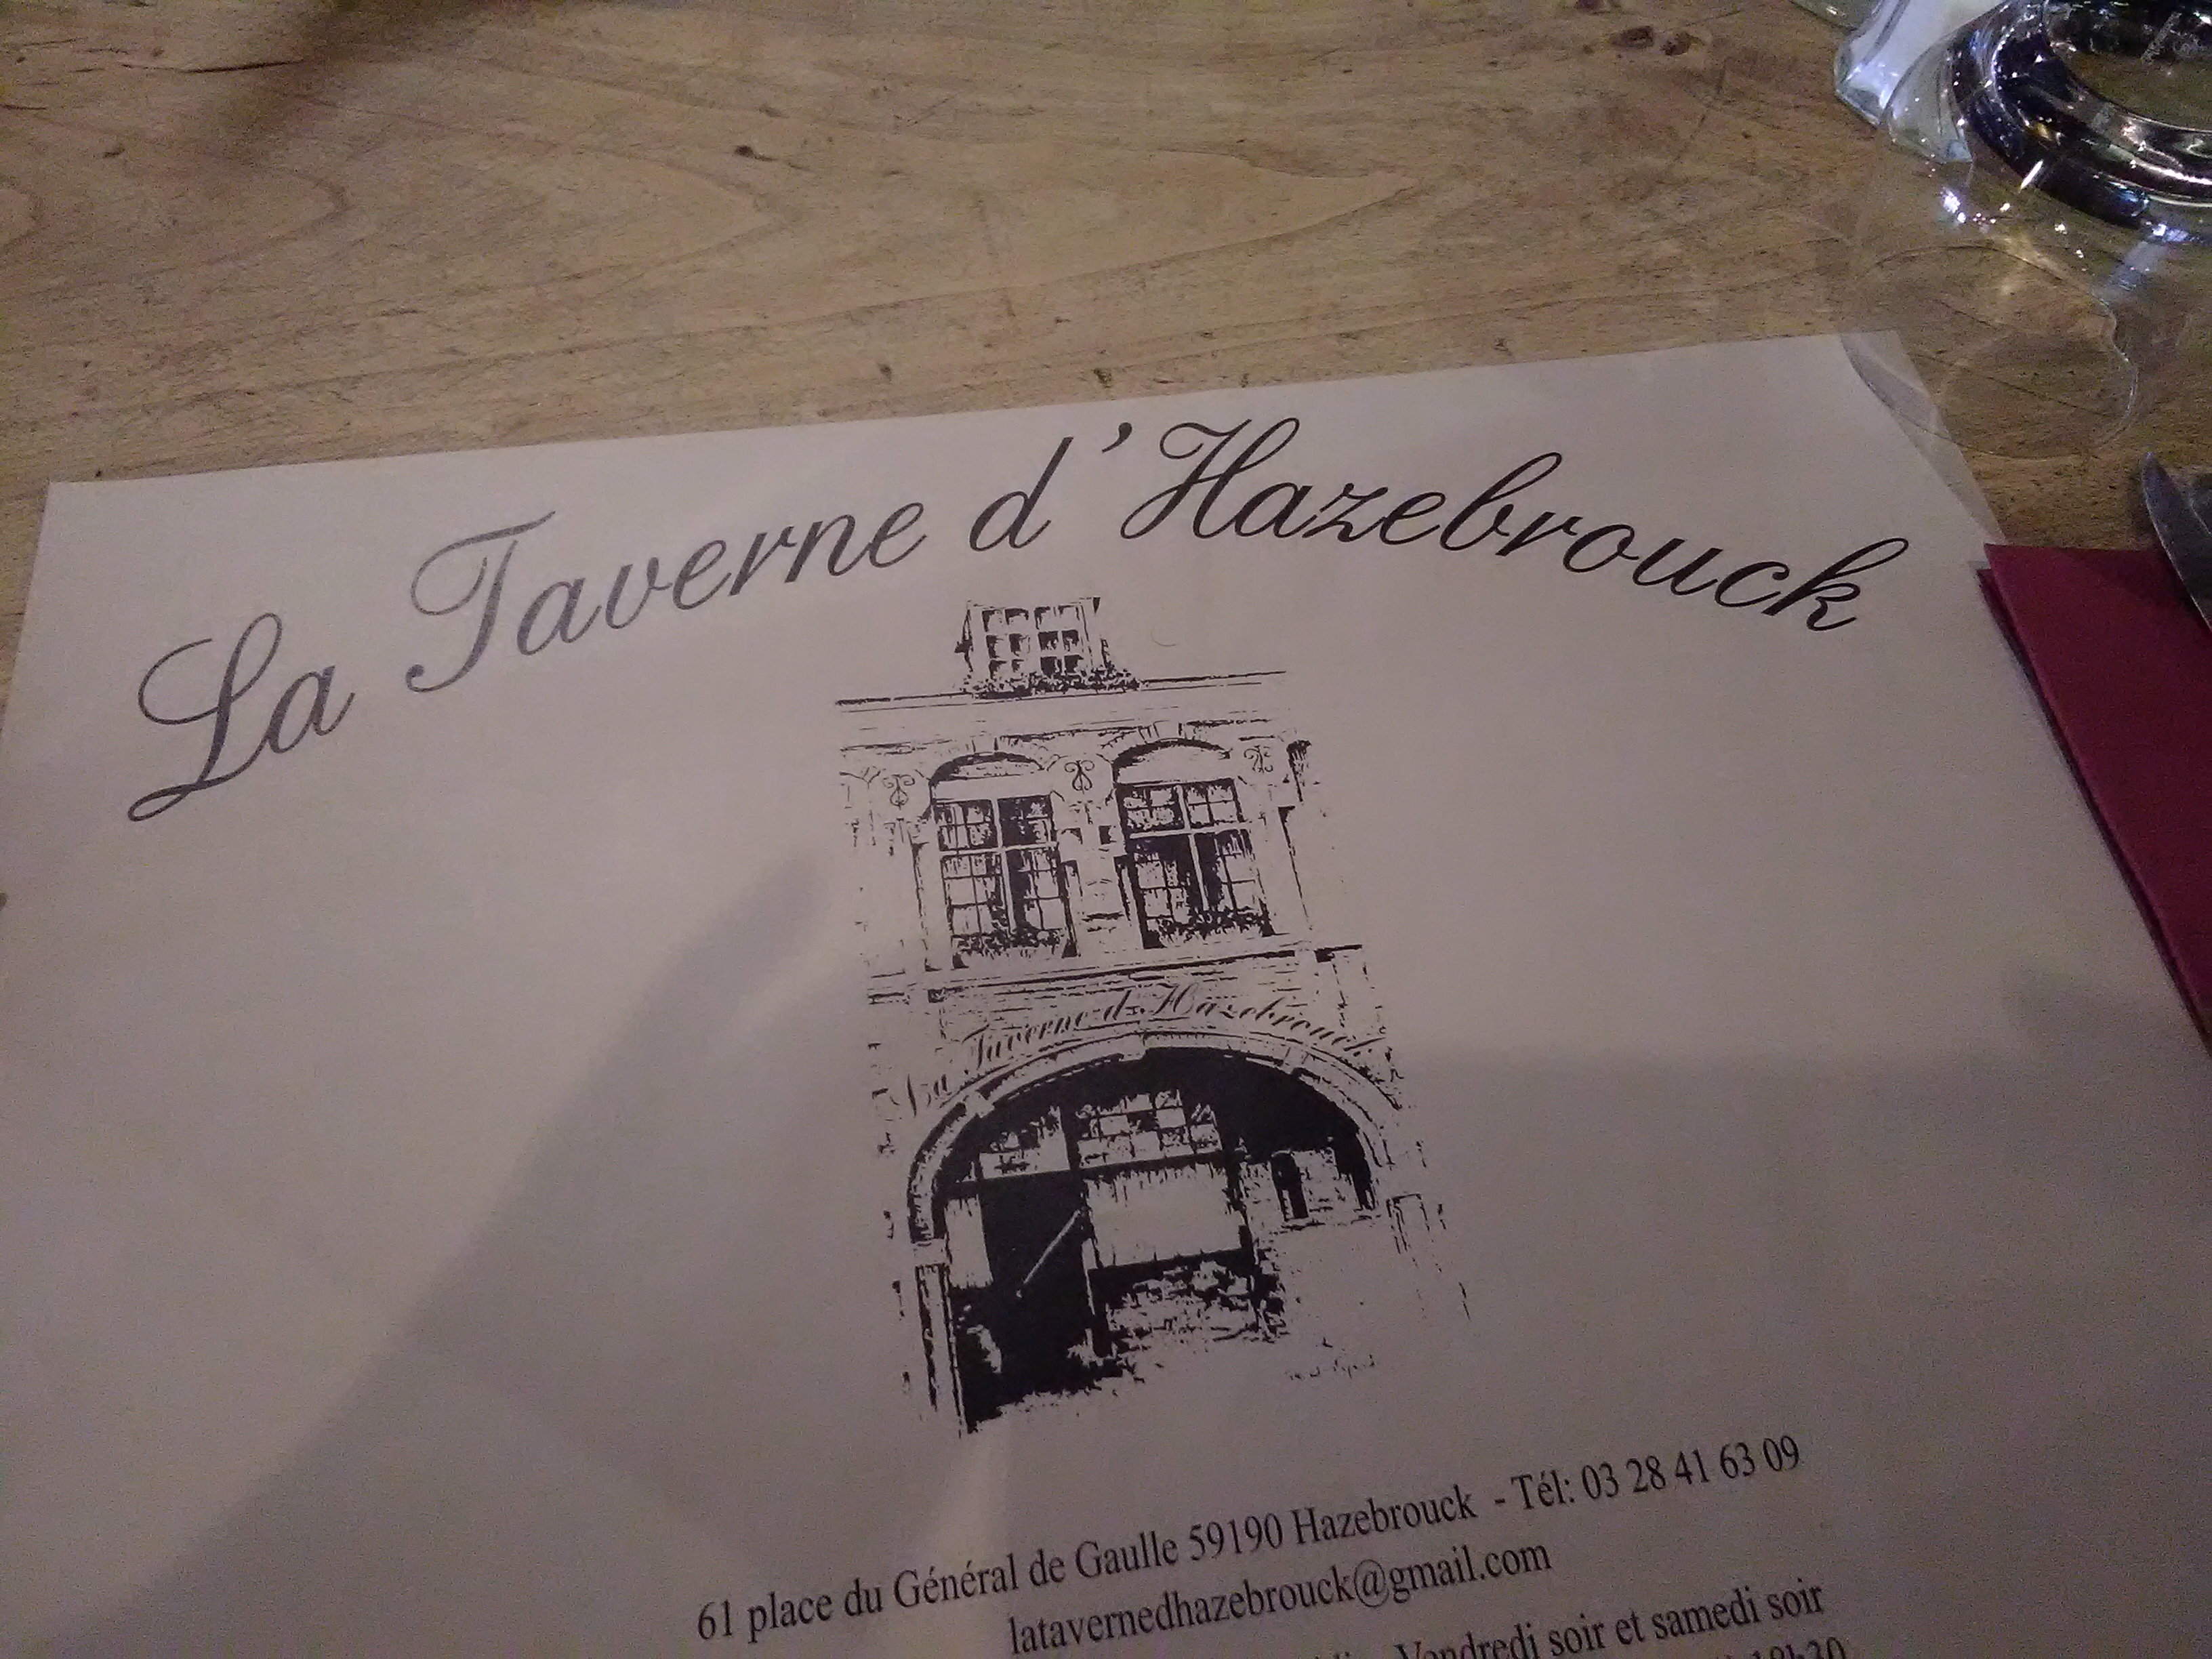 La Taverne d'Hazebrouck
La Taverne d'Hazebrouck
61 place du Général de Gaulle 59190 Hazebrouck - Tél: 03 28 41 63 09
latavernedhazebrouck@gmail.com
Vendredi soir et samedi soir
19h30